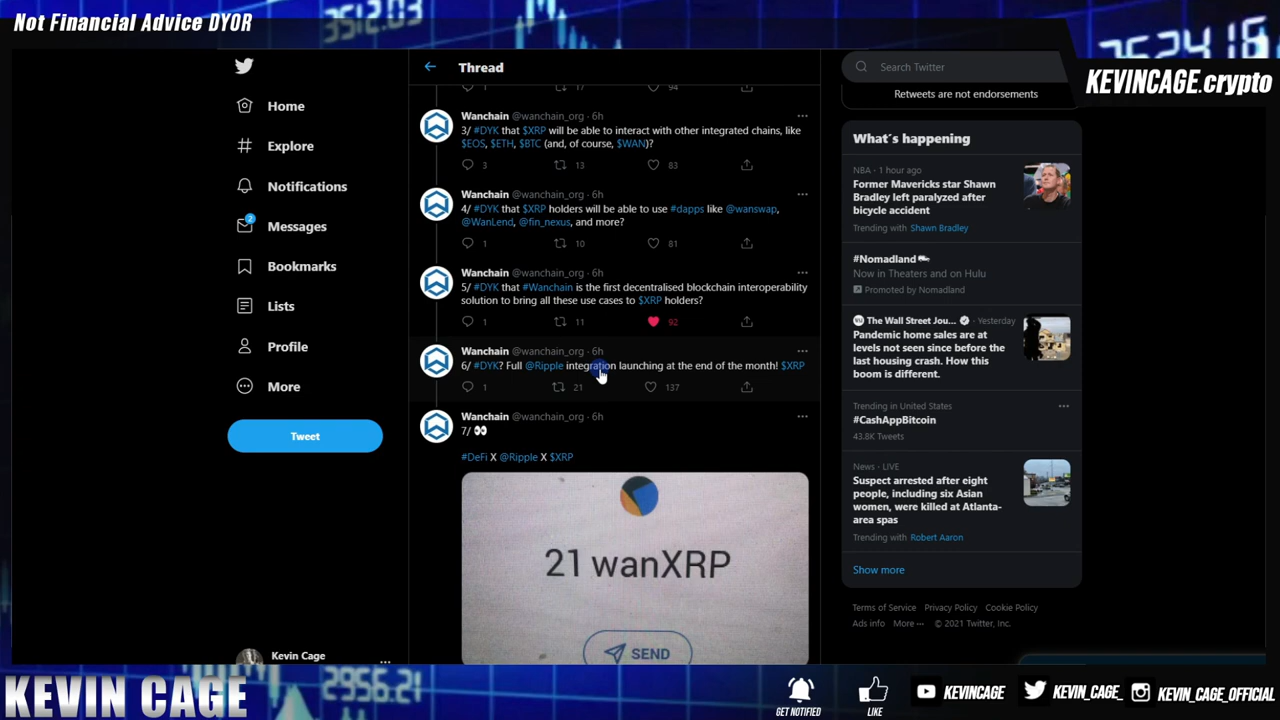 Not Financial Advice DYOR
3512.03
3524.16
KEVINCAGE.crypto
Home
Explore
Notifications
2
Messages
Bookmarks
Lists
Profile
More
Tweet
Kevin Cage
Thread
1
17
94
Wanchain @wanchain_org · 6h
3/ #DYK that $XRP will be able to interact with other integrated chains, like
$EOS, $ETH, $BTC (and, of course, $WAN)?
3
13
83
Wanchain @wanchain_org · 6h
4/ #DYK that $XRP holders will be able to use #dapps like @wanswap,
@WanLend, @fin_nexus, and more?
1
10
81
Wanchain @wanchain_org · 6h
5/ #DYK that #Wanchain is the first decentralised blockchain interoperability
solution to bring all these use cases to $XRP holders?
1
11
92
Wanchain @wanchain_org · 6h
6/ #DYK? Full @Ripple integration launching at the end of the month! $XRP
1
21
137
Wanchain @wanchain_org · 6h
7/ 👀
#DeFi X @Ripple X $XRP
21 wanXRP
SEND
Search Twitter
Retweets are not endorsements
What's happening
NBA · 1 hour ago
Former Mavericks star Shawn
Bradley left paralyzed after
bicycle accident
Trending with Shawn Bradley
#Nomadland
Now in Theaters and on Hulu
Promoted by Nomadland
The Wall Street Jou... · Yesterday
Pandemic home sales are at
levels not seen since before the
last housing crash. How this
boom is different.
Trending in United States
#CashAppBitcoin
43.8K Tweets
News · LIVE
Suspect arrested after eight
people, including six Asian
women, were killed at Atlanta-
area spas
Trending with Robert Aaron
Show more
Terms of Service Privacy Policy Cookie Policy
Ads info More ··· © 2021 Twitter, Inc.
KEVIN CAGE
2956.21
GET NOTIFIED
LIKE
KEVINCAGE
KEVIN_CAGE_
KEVIN_CAGE_OFFICIAL